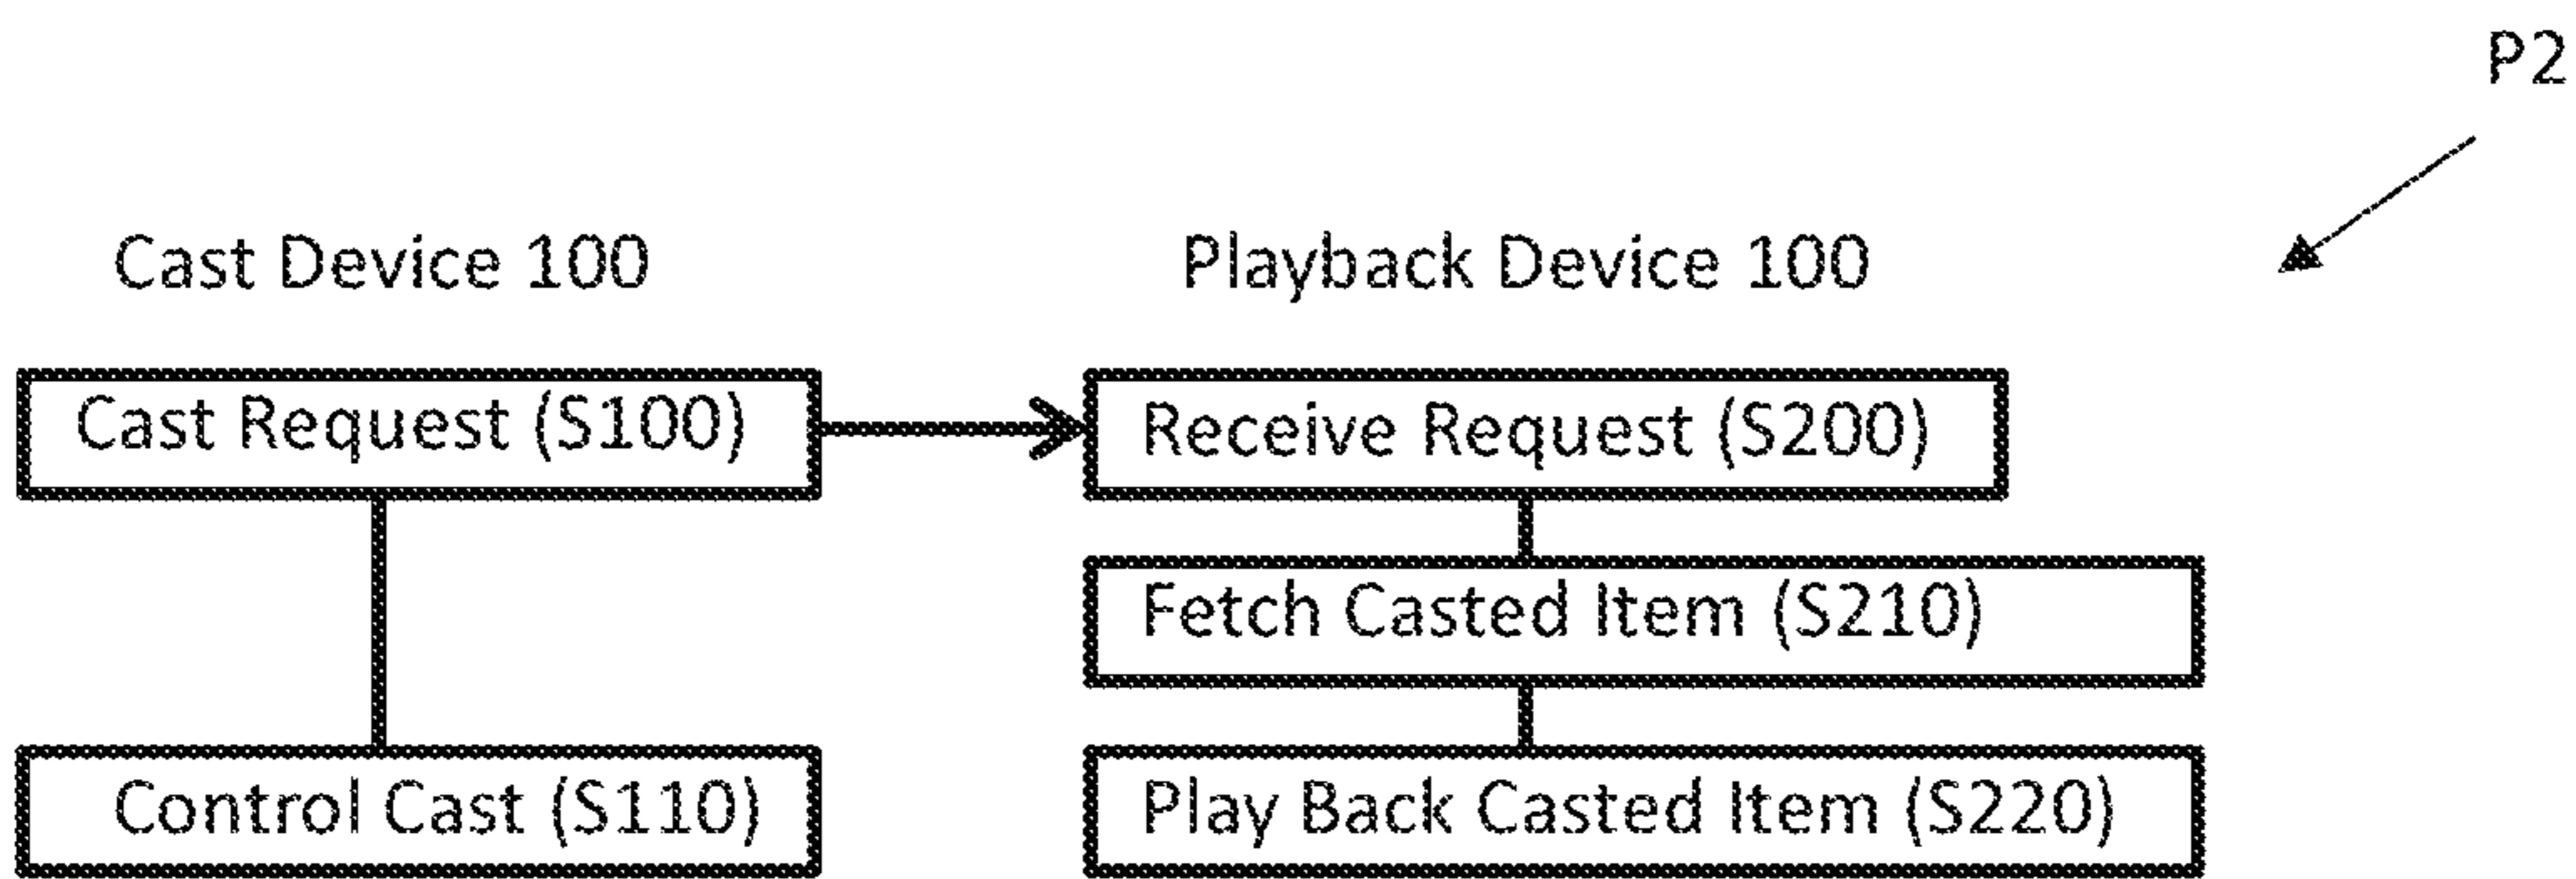 P2
Cast Device 100
Playback Device 100
Cast Request (S100)
Receive Request (S200)
Fetch Casted Item (S210)
Control Cast (S110)
Play Back Casted Item (S220)